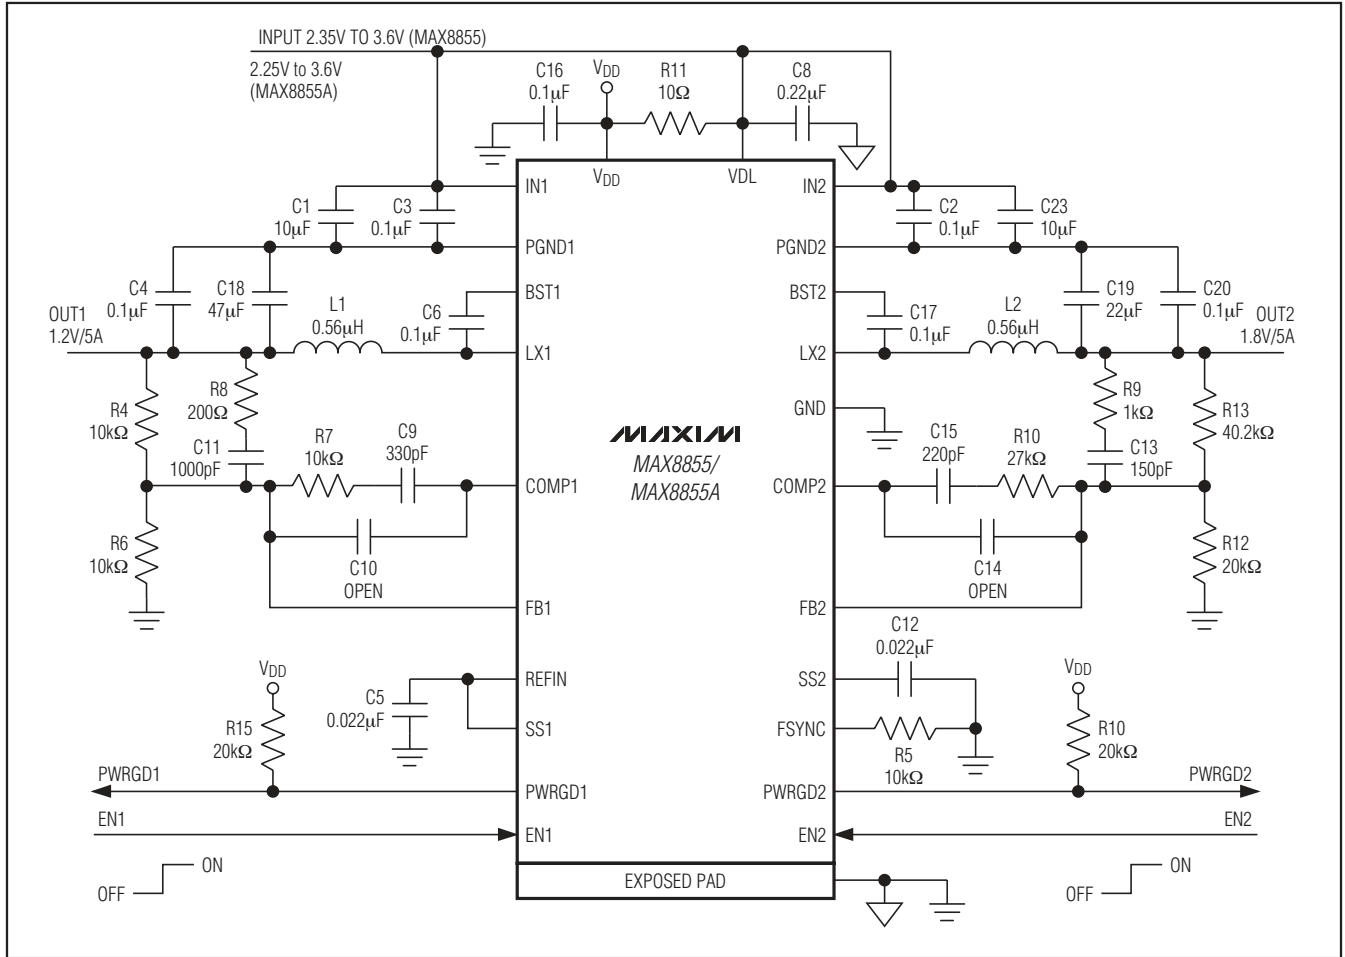 INPUT 2.35V TO 3.6V (MAX8855)
2.25V to 3.6V
(MAX8855A)
C16
0.1µF
VDD
R11
10Ω
C8
0.22µF
VDD
VDL
IN1
IN2
C1
10µF
C3
0.1µF
C2
0.1µF
C23
10µF
PGND1
PGND2
C4
0.1µF
C18
47µF
L1
0.56µH
C6
0.1µF
BST1
BST2
C17
0.1µF
L2
0.56µH
C19
22µF
C20
0.1µF
OUT1
1.2V/5A
OUT2
1.8V/5A
LX1
LX2
R4
10kΩ
R8
200Ω
C11
1000pF
R7
10kΩ
C9
330pF
GND
R9
1kΩ
R13
40.2kΩ
C15
220pF
R10
27kΩ
C13
150pF
MAXIM
MAX8855/
MAX8855A
COMP1
COMP2
R6
10kΩ
C10
OPEN
C14
OPEN
R12
20kΩ
FB1
FB2
C12
0.022µF
VDD
VDD
REFIN
SS2
C5
0.022µF
R15
20kΩ
SS1
FSYNC
R5
10kΩ
R10
20kΩ
PWRGD1
PWRGD1
PWRGD2
PWRGD2
EN1
EN1
EN2
EN2
OFF
ON
EXPOSED PAD
OFF
ON